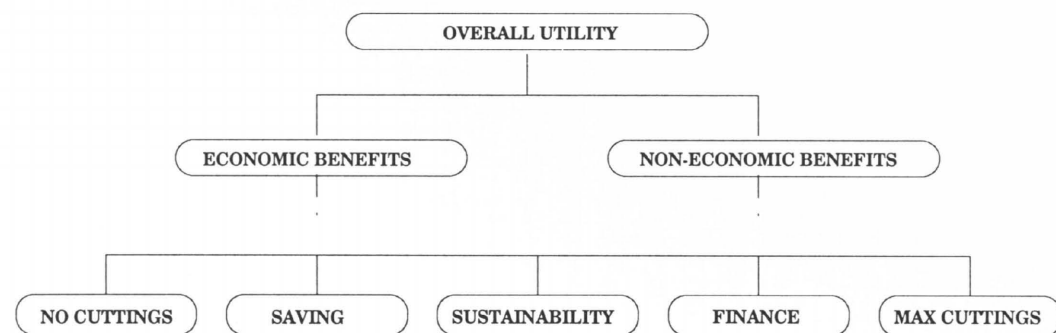 OVERALL UTILITY
ECONOMIC BENEFITS
NON-ECONOMIC BENEFITS
NO CUTTINGS
SAVING
SUSTAINABILITY
FINANCE
MAX CUTTINGS